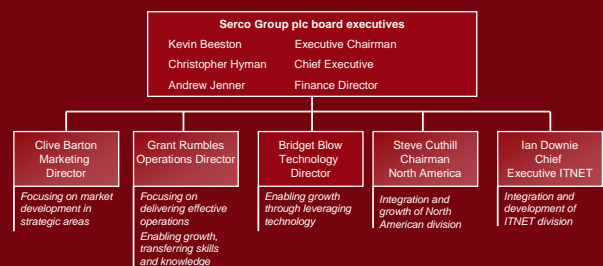 Serco Group plc board executives
Kevin Beeston Executive Chairman
Christopher Hyman Chief Executive
Andrew Jenner Finance Director
Clive Barton
Marketing
Director
Focusing on market
development in
strategic areas
Grant Rumbles
Operations Director
Focusing on
delivering effective
operations
Enabling growth,
transferring skills
and knowledge
Bridget Blow
Technology
Director
Enabling growth
through leveraging
technology
Steve Cuthill
Chairman
North America
Integration and
growth of North
American division
Ian Downie
Chief
Executive ITNET
Integration and
development of
ITNET division